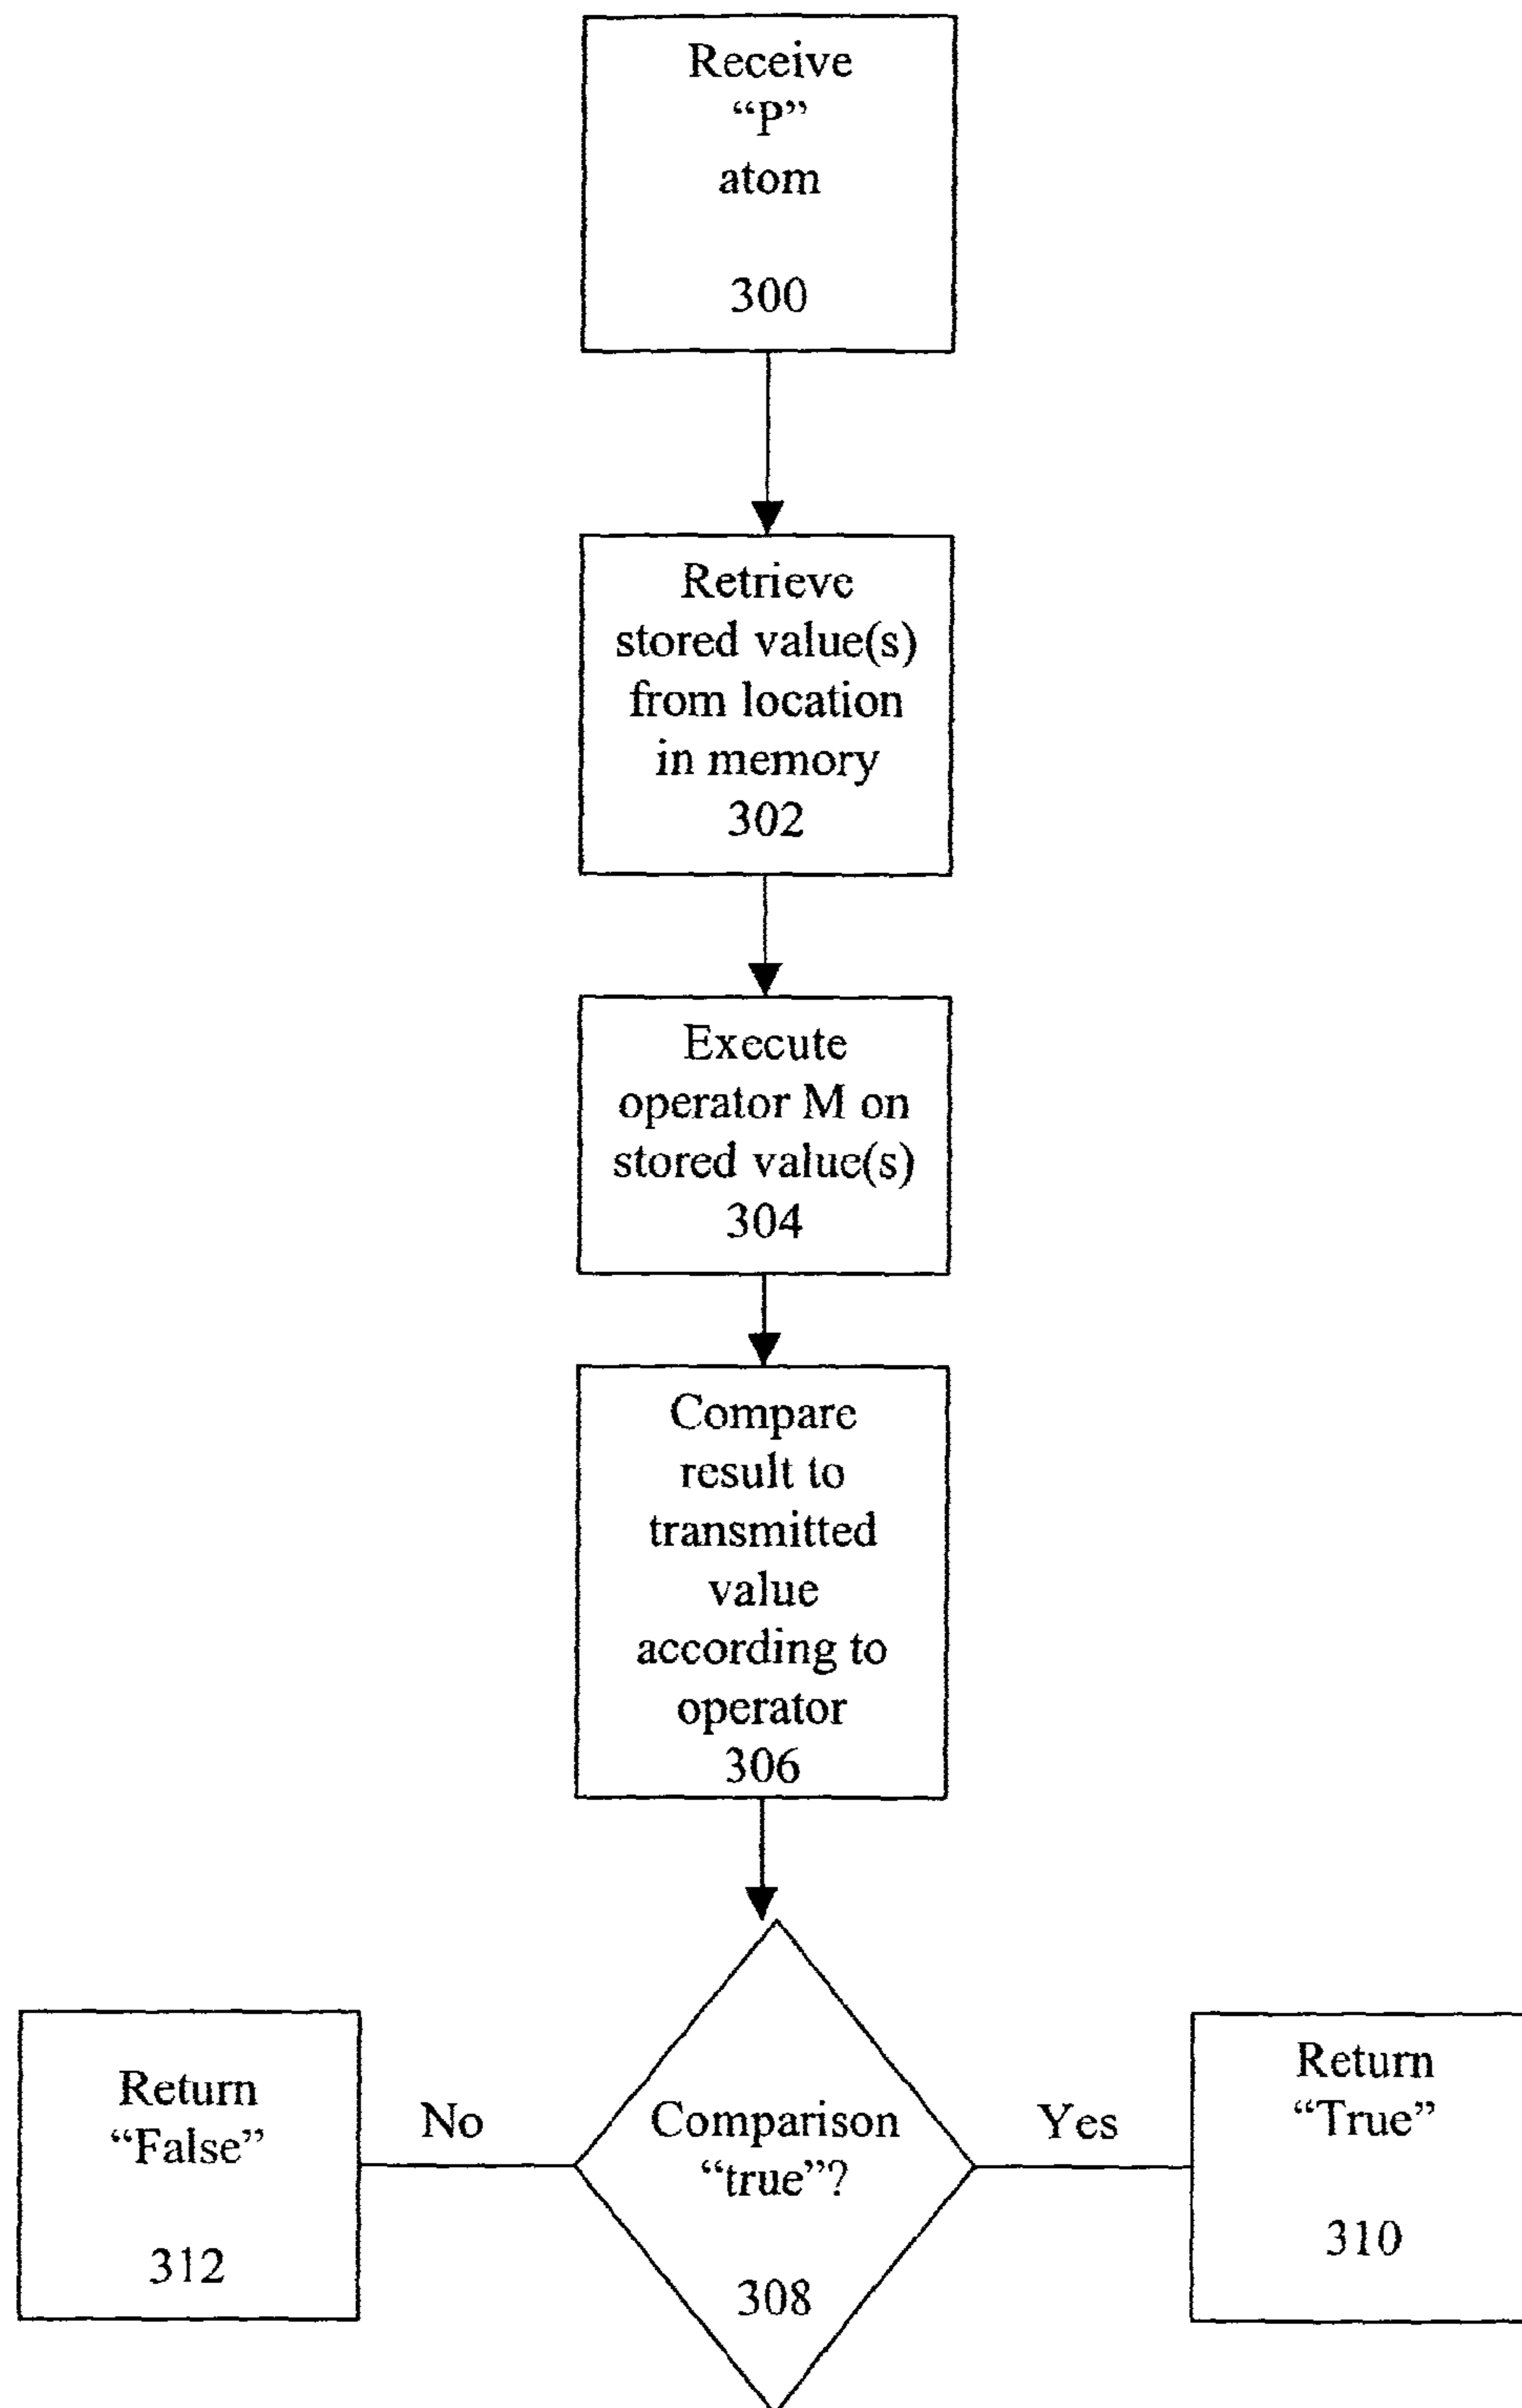 Receive
“P”
atom
300
Retrieve
stored value(s)
from location
in memory
302
Execute
operator M on
stored value(s)
304
Compare
result to
transmitted
value
according to
operator
306
Comparison
“true”?
308
No
Return
“False”
312
Yes
Return
“True”
310